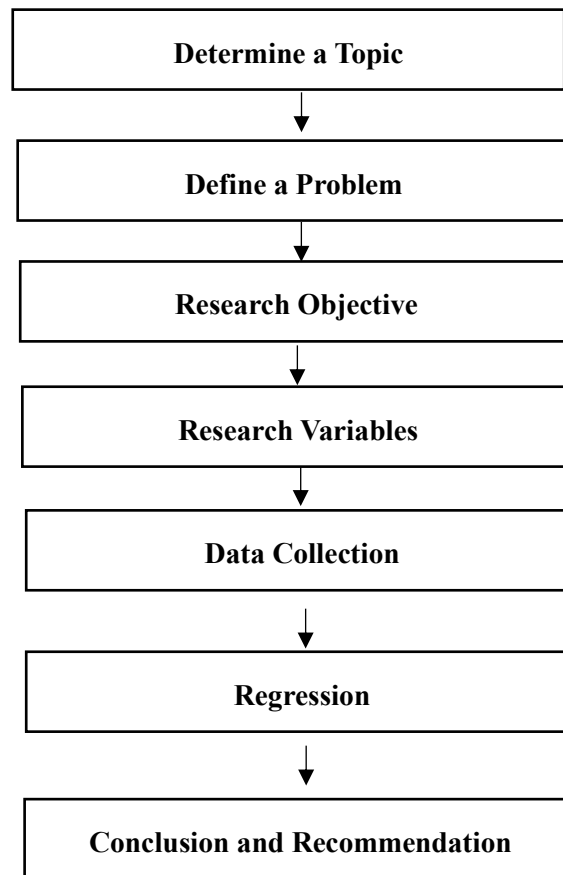 Determine a Topic
Define a Problem
Research Objective
Research Variables
Data Collection
Regression
Conclusion and Recommendation